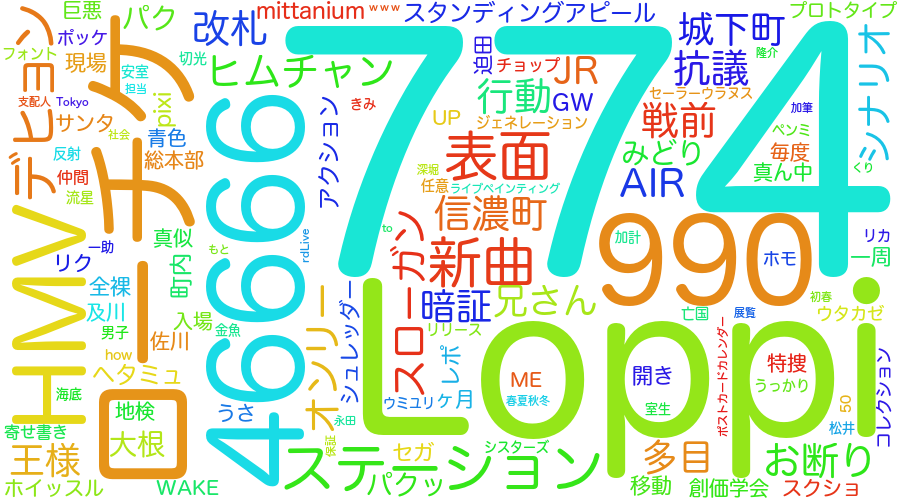 巨悪
パク
改札
mittanium
www
スタンディングアピール
城下町
プロトタイプ
デビョン
ポッケ
フォント
現場
安室
切光
担当
ヒムチャン
774
迫田
チョップ
JR
抗議
隆介
シナリオ
支配人
Tokyo
サンタ
pixi
社会
きみ
行動
GW
セーラーウラヌス
加筆
UP
ジェネレーション
戦前
ペンミ
青色
反射
総本部
アクション
表面
みどり
毎度
真ん中
くり
仲間
流星
深堀
任意
ライブペインティング
AIR
ケチーロ
46666
信濃町
990
HMV
真似
もと
rdLive
to
スローガン
新曲
加計
ホモ
リカ
一周
一助
リク
町内
全裸
及川
入場
金魚
オンリー
シュレッダー
暗証
兄さん
初春
亡国
展覧
ウタカゼ
男子
佐川
リリース
Loppi
how
ヘタミュ
レポ
ME
開き
特捜
うっかり
ポストカードカレンダー
コレクション
海底
地検
うさ
ウミユリ
ケ月
春夏秋冬
室生
50
松井
寄せ書き
大根
永田
保証
王様
ステーション
セガ
シスターズ
多目
お断り
ホイッスル
WAKE
パクッ
移動
創価学会
スクショ